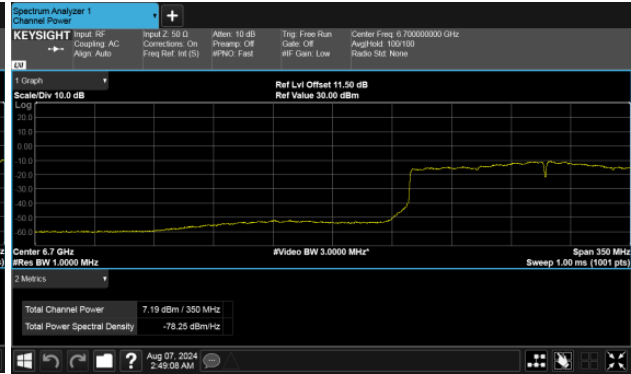 Spectrum Analyzer 1
Channel Power
+
KEYSIGHT Input: RF Input Z: 50 Ω Atten: 10 dB Trig: Free Run Center Freq: 6.700000000 GHz
Coupling: AC Corrections: On Preamp: Off Gate: Off Avg|Hold: 100/100
Align: Auto Freq Ref: Int (S) #PNO: Fast #IF Gain: Low Radio Std: None
LXI
1 Graph Ref Lvl Offset 11.50 dB
Scale/Div 10.0 dB Ref Value 30.00 dBm
Log
20.0
10.0
0.00
-10.0
-20.0
-30.0
-40.0
-50.0
-60.0
Center 6.7 GHz #Video BW 3.0000 MHz* Span 350 MHz
#Res BW 1.0000 MHz Sweep 1.00 ms (1001 pts)
2 Metrics
Total Channel Power 7.19 dBm / 350 MHz
Total Power Spectral Density -78.25 dBm/Hz
? Aug 07, 2024
2:49:08 AM